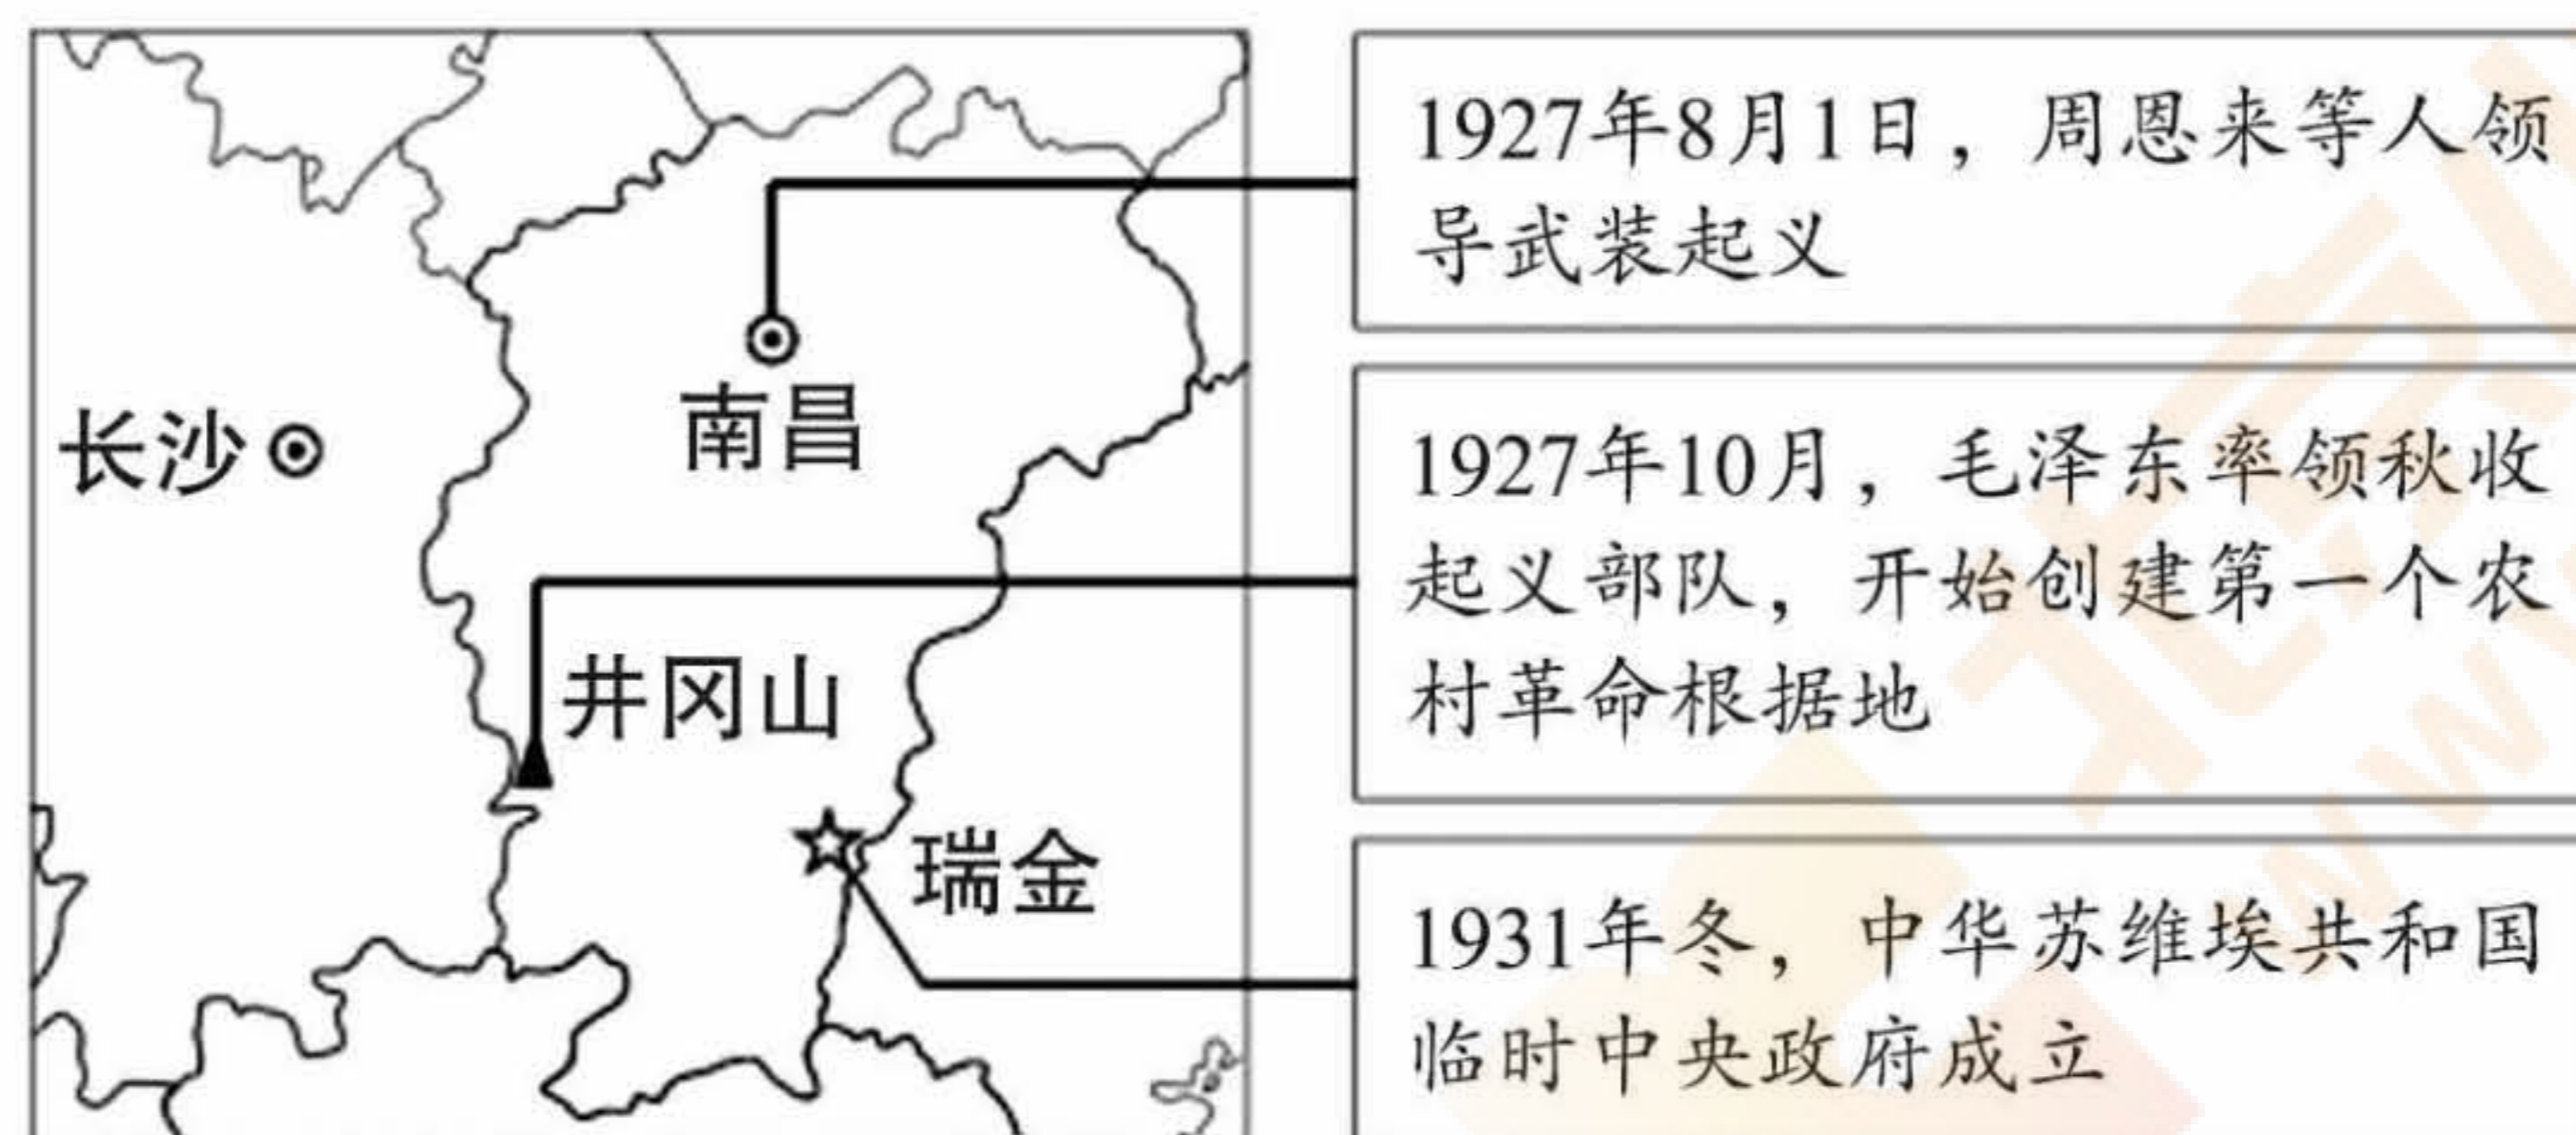 长沙
南昌
井冈山
瑞金
1927年8月1日，周恩来等人领
导武装起义
1927年10月，毛泽东率领秋收
起义部队，开始创建第一个农
村革命根据地
1931年冬，中华苏维埃共和国
临时中央政府成立